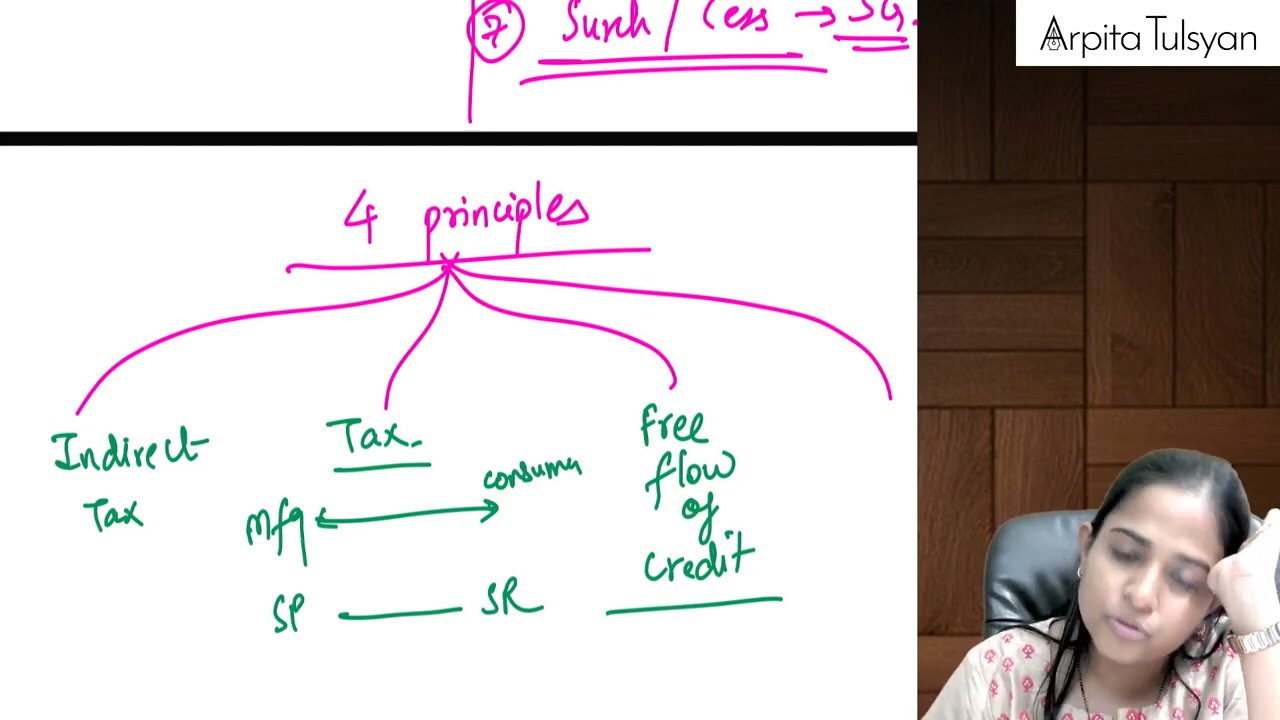 ⑦ Surch / Cess → SG.
Arpita Tulsyan
4 principles
Indirect
Tax
Tax.
Mfg ↔ consumer
SP — SR
free
flow
of
credit